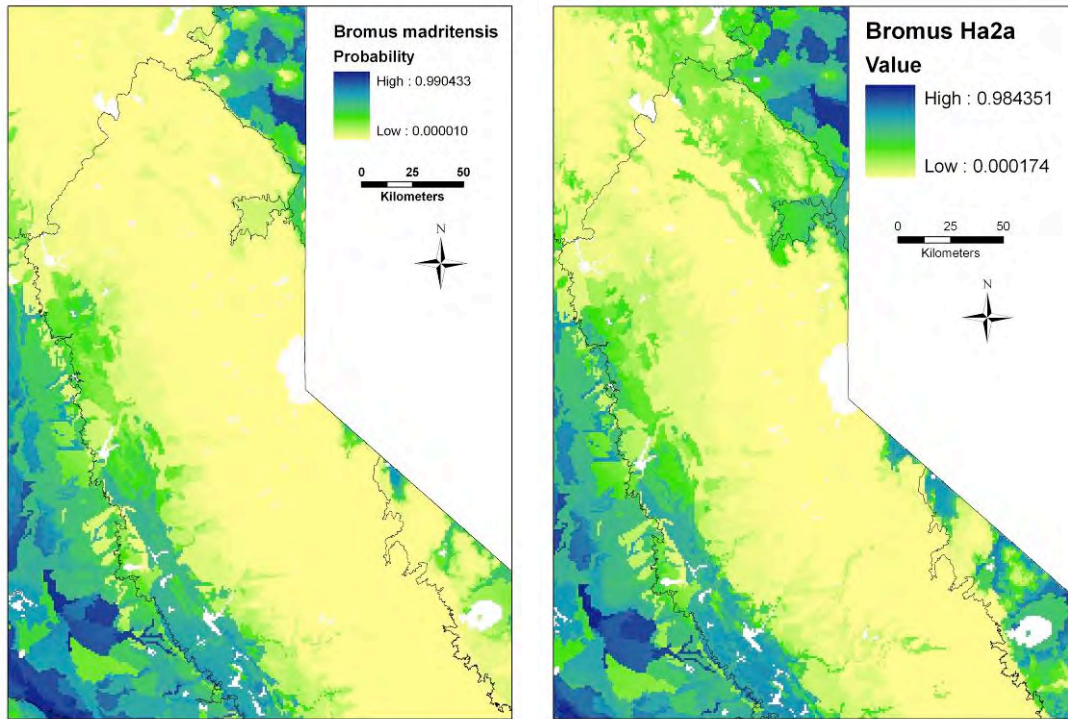 Bromus madritensis
Probability
High : 0.990433
Low : 0.000010
0 25 50
Kilometers
N
Bromus Ha2a
Value
High : 0.984351
Low : 0.000174
0 25 50
Kilometers
N